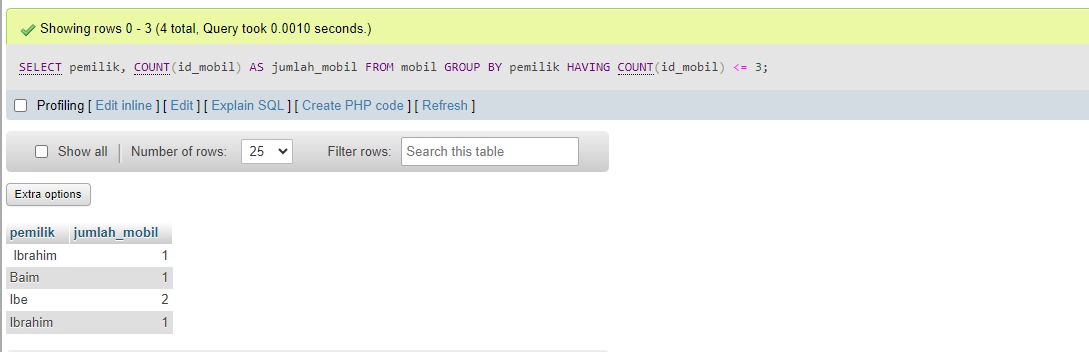 Showing rows 0 - 3 (4 total, Query took 0.0010 seconds.)
SELECT pemilik, COUNT(id_mobil) AS jumlah_mobil FROM mobil GROUP BY pemilik HAVING COUNT(id_mobil) <= 3;
Profiling [ Edit inline ] [ Edit ] [ Explain SQL ] [ Create PHP code ] [ Refresh ]
Show all Number of rows: 25 Filter rows: Search this table
Extra options
pemilik jumlah_mobil
Ibrahim 1
Baim 1
Ibe 2
Ibrahim 1